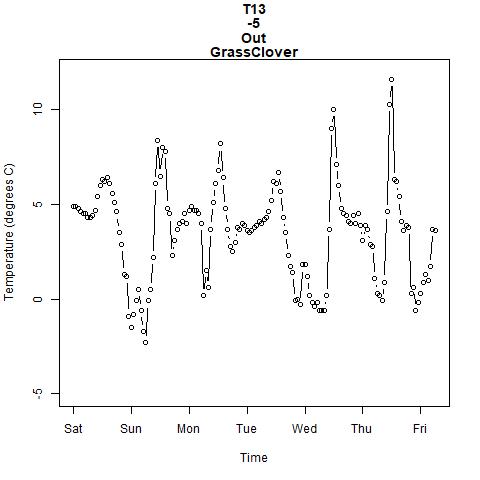 T13
-5
Out
GrassClover
Temperature (degrees C)
10
5
0
-5
Sat Sun Mon Tue Wed Thu Fri
Time